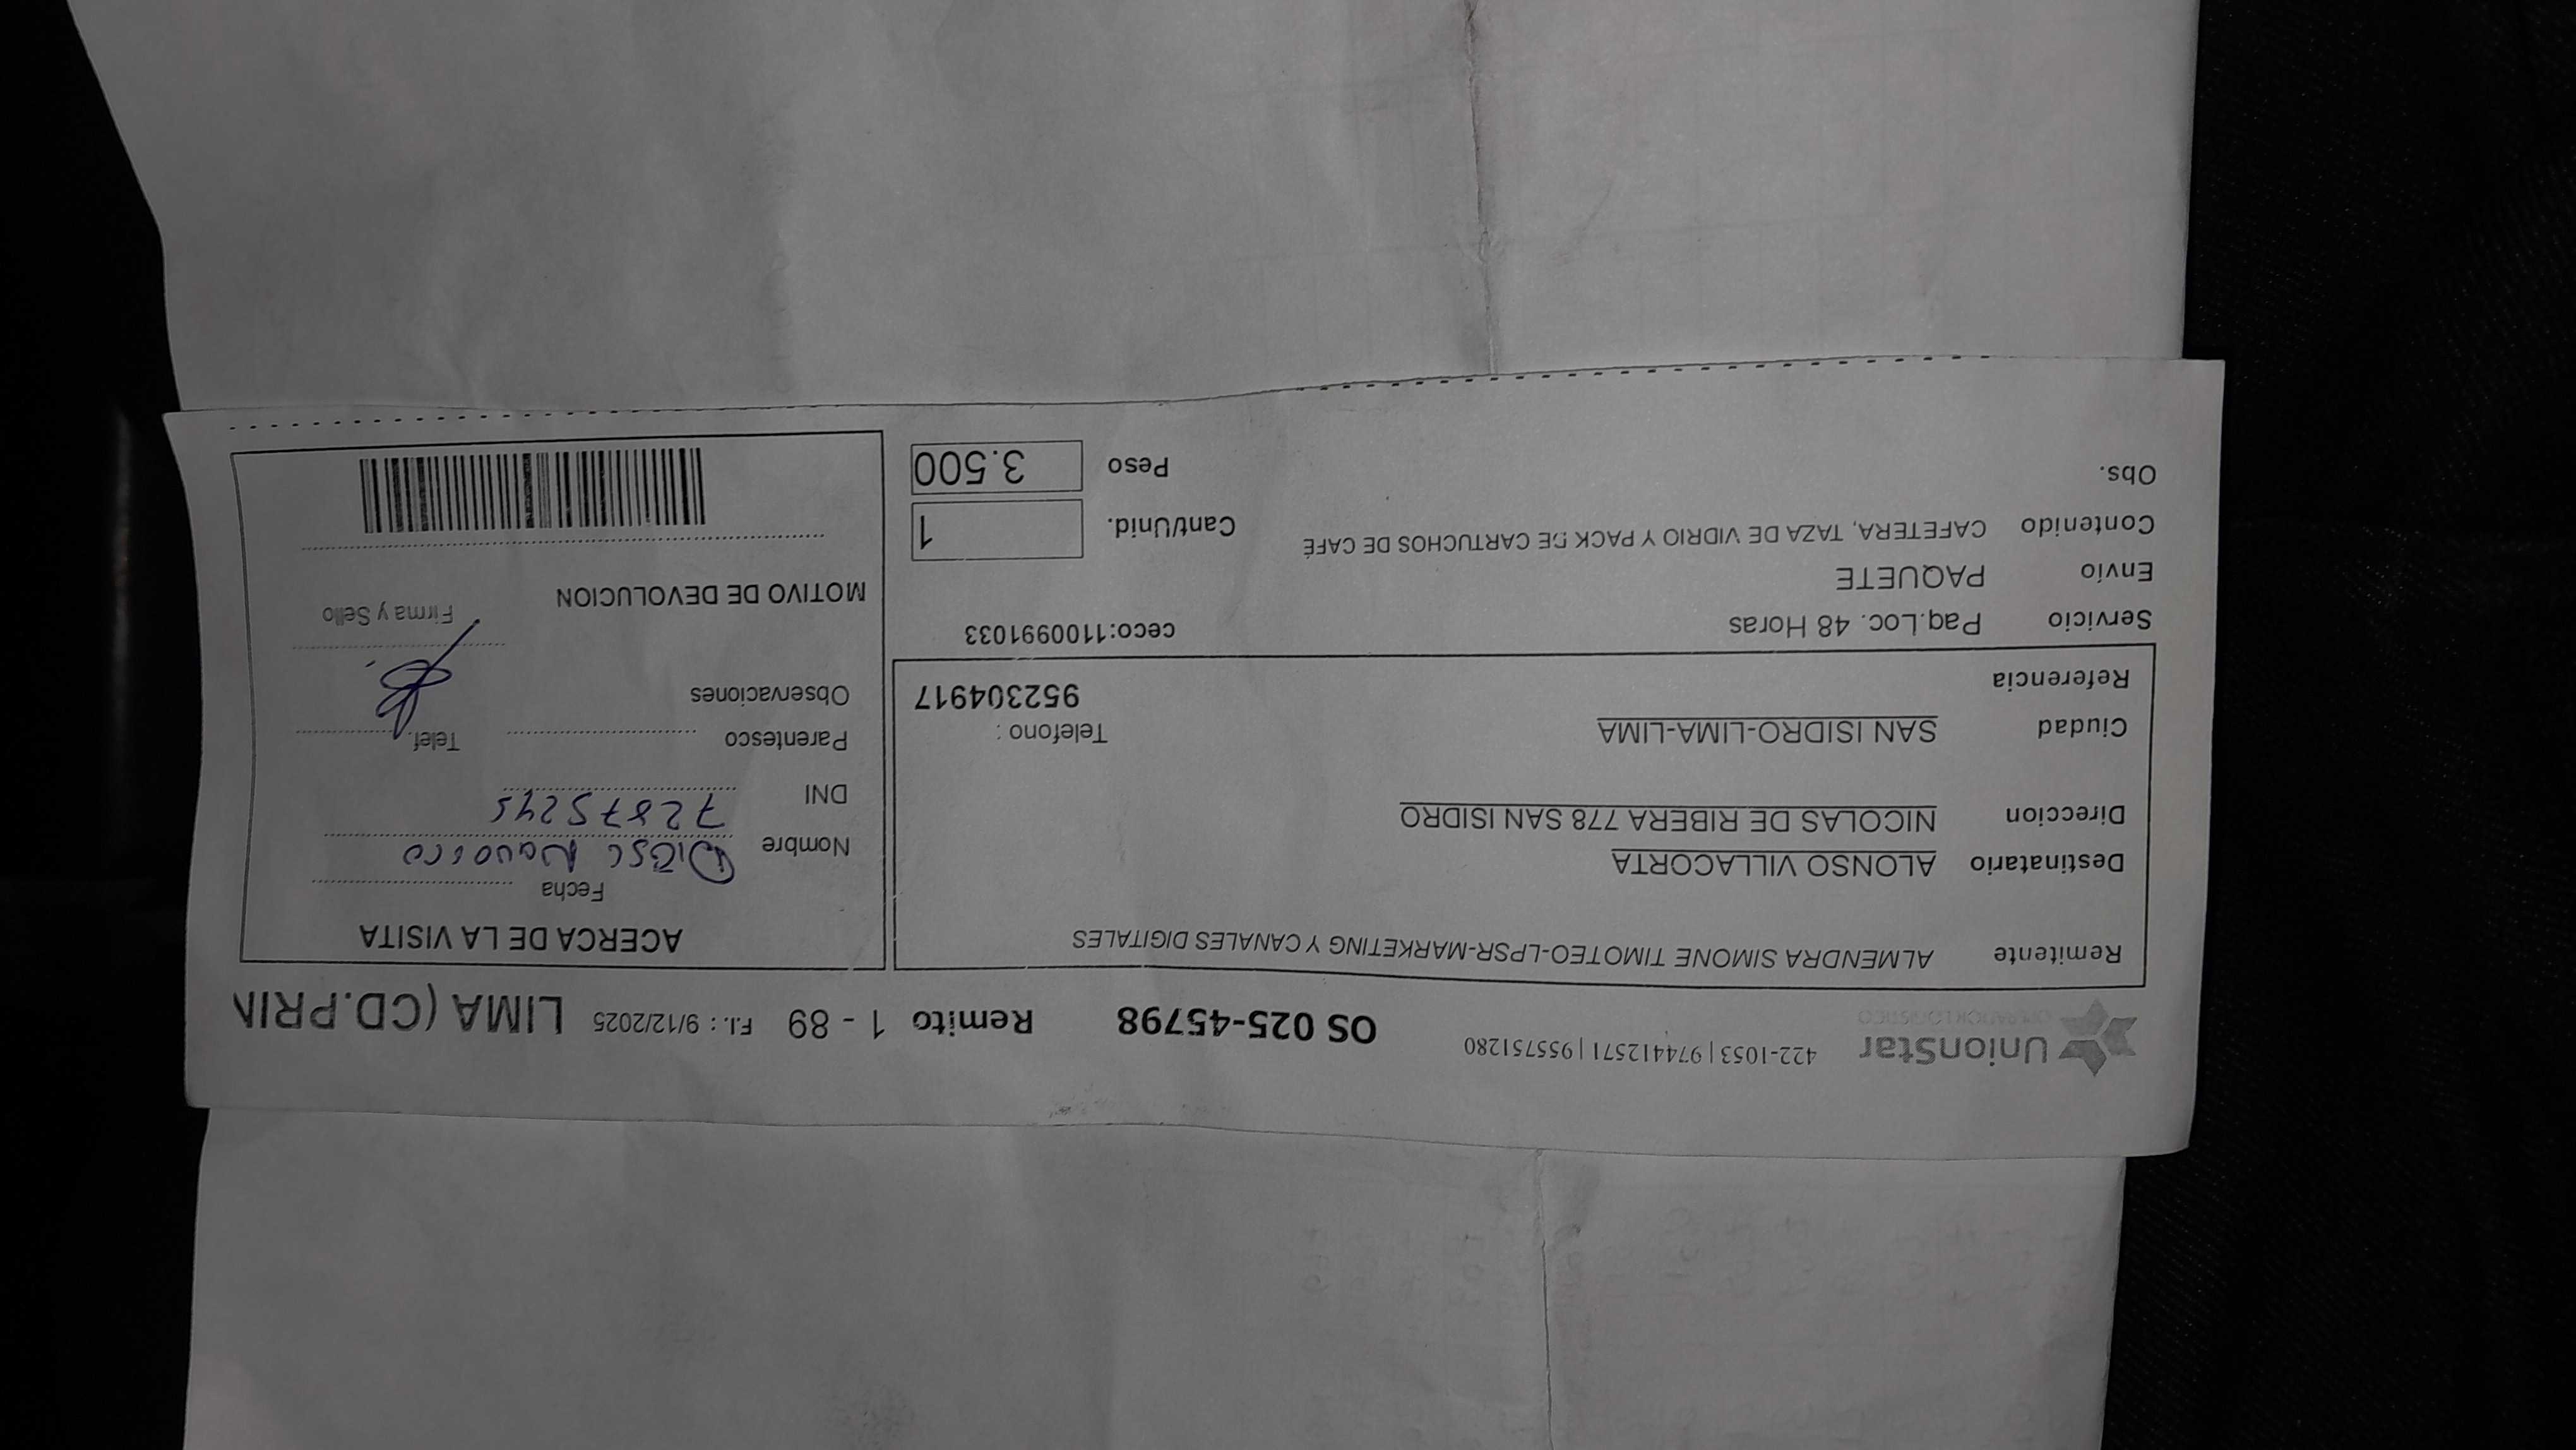 UnionStar 422-1053 | 974412571 | 955751280 OS 025-45798 Remito 1 - 89 F.I. : 9/12/2025 LIMA (CD.PRIN
OPERADOR LOGISTICO
Remitente ALMENDRA SIMONE TIMOTEO-LPSR-MARKETING Y CANALES DIGITALES
Destinatario ALONSO VILLACORTA
Direccion NICOLAS DE RIBERA 778 SAN ISIDRO
Ciudad SAN ISIDRO-LIMA-LIMA Telefono :
Referencia 952304917
Servicio Paq.Loc. 48 Horas ceco:1100991033
Envío PAQUETE
Contenido CAFETERA, TAZA DE VIDRIO Y PACK DE CARTUCHOS DE CAFÉ Cant/Unid. 1
Obs. Peso 3.500
ACERCA DE LA VISITA
Fecha
Nombre
DNI 72875245
Parentesco Telef.
Observaciones
Firma y Sello
MOTIVO DE DEVOLUCION